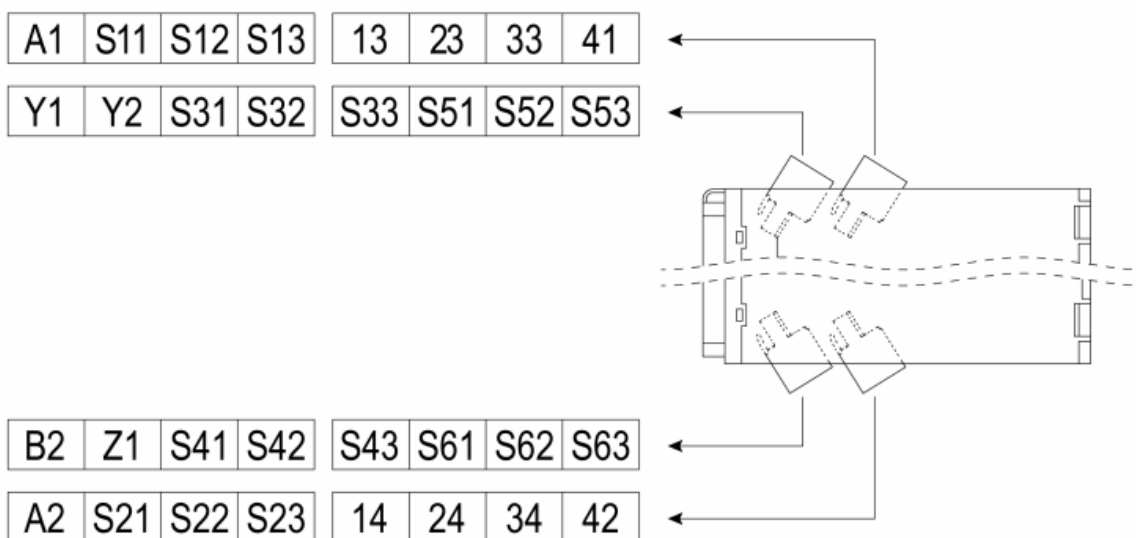 A1 S11 S12 S13 13 23 33 41
Y1 Y2 S31 S32 S33 S51 S52 S53
B2 Z1 S41 S42 S43 S61 S62 S63
A2 S21 S22 S23 14 24 34 42